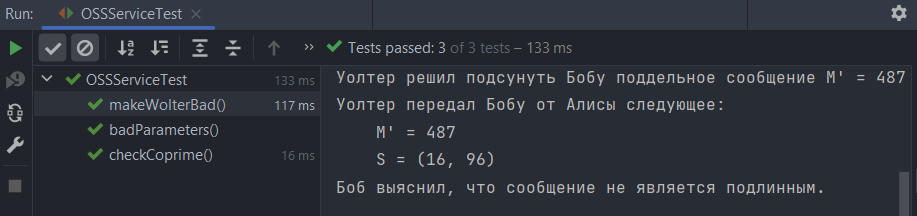 Run: OSSServiceTest
Tests passed: 3 of 3 tests – 133 ms
OSSServiceTest 133 ms
makeWolterBad() 117 ms
badParameters()
checkCoprime() 16 ms
Уолтер решил подсунуть Бобу поддельное сообщение M' = 487
Уолтер передал Бобу от Алисы следующее:
M' = 487
S = (16, 96)
Боб выяснил, что сообщение не является подлинным.